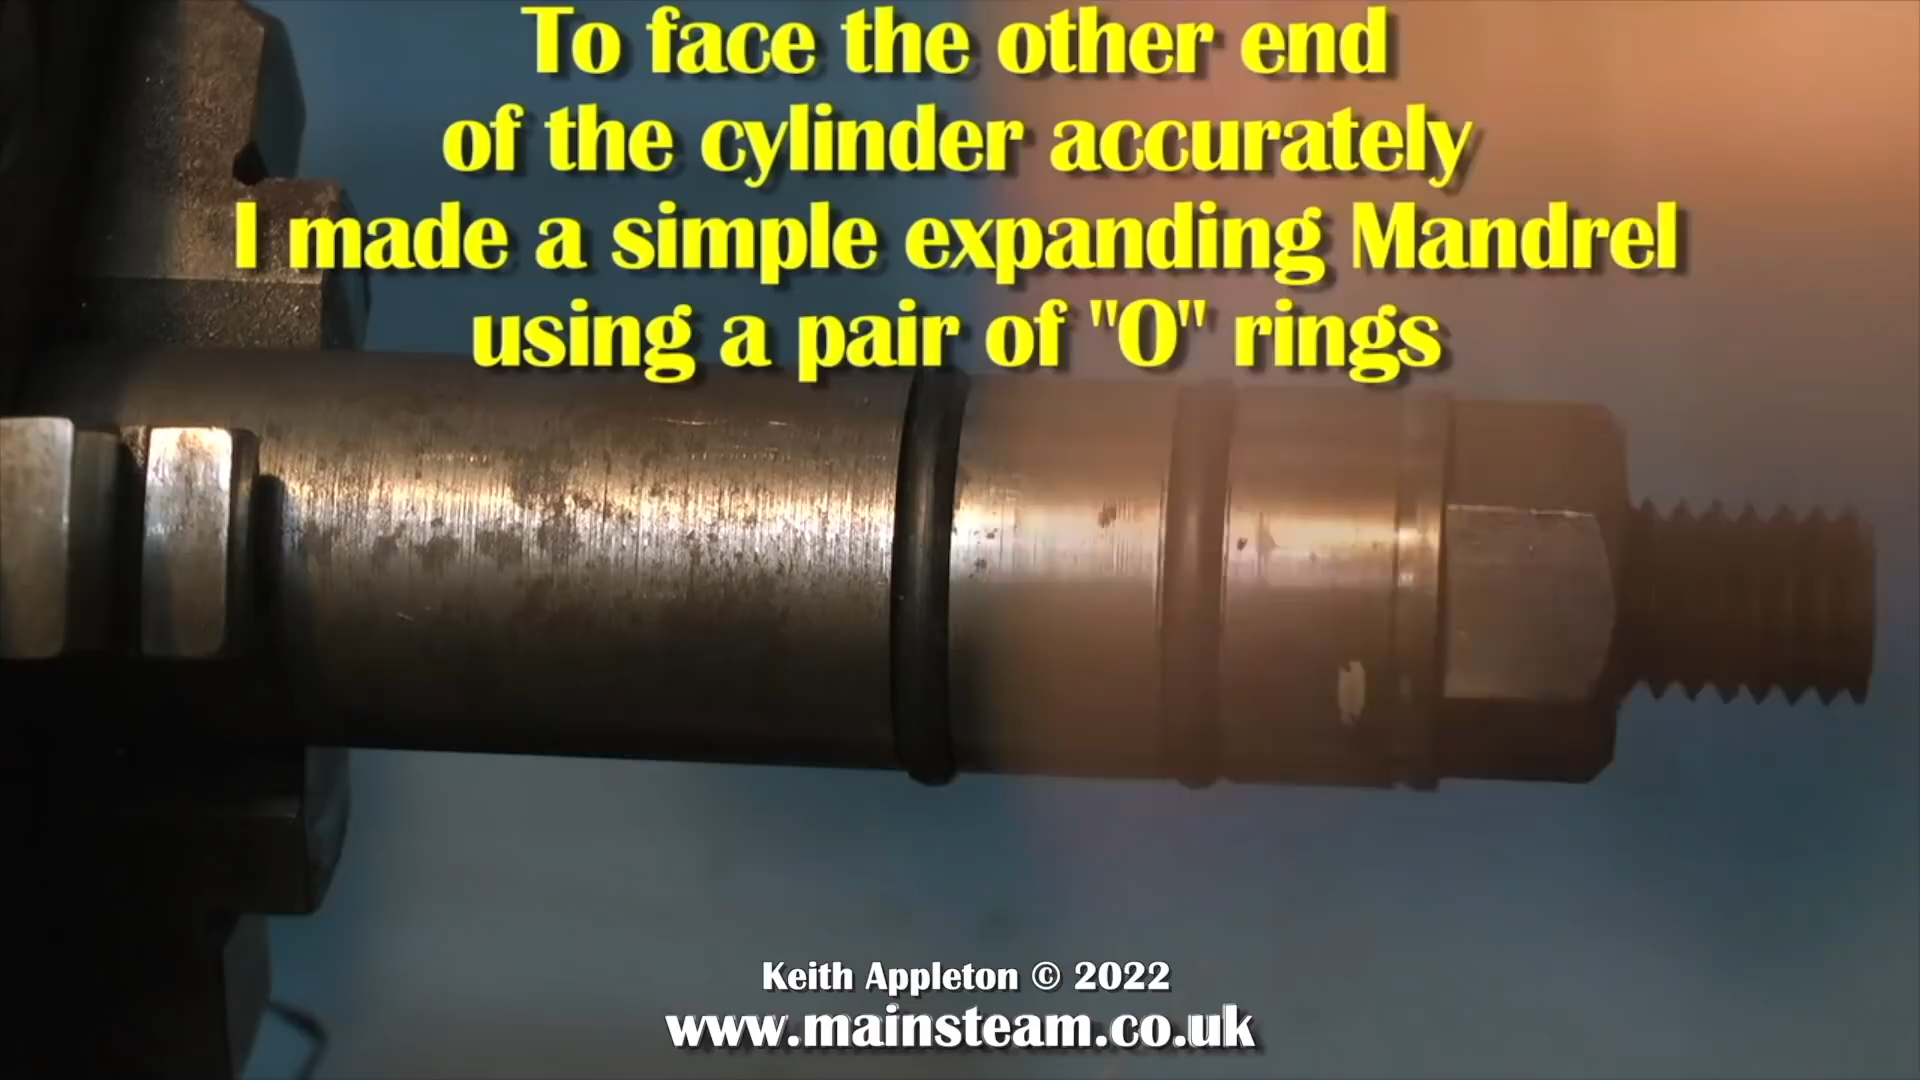 To face the other end
of the cylinder accurately
I made a simple expanding Mandrel
using a pair of "O" rings
Keith Appleton © 2022
www.mainsteam.co.uk